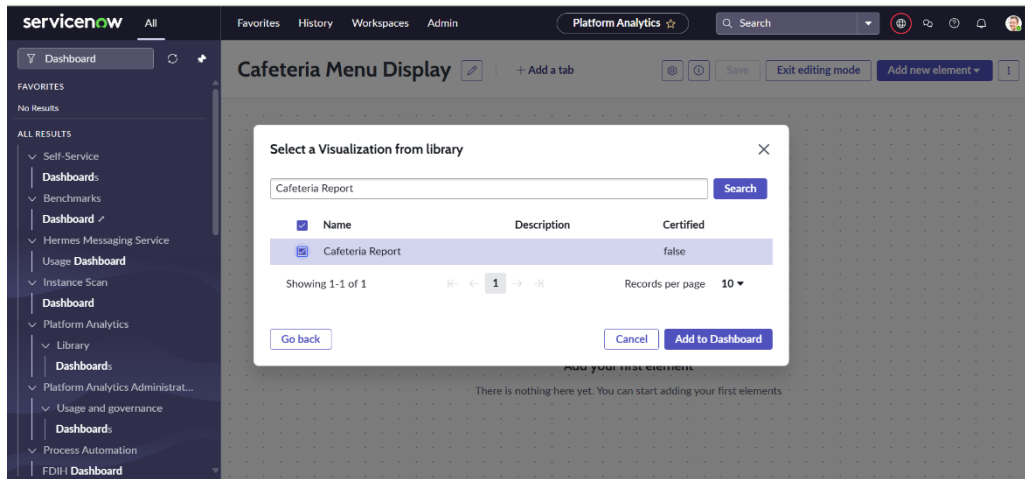 servicenow All Favorites History Workspaces Admin Platform Analytics Search
Dashboard
FAVORITES
No Results
ALL RESULTS
Self-Service
Dashboards
Benchmarks
Dashboard
Hermes Messaging Service
Usage Dashboard
Instance Scan
Dashboard
Platform Analytics
Library
Dashboards
Platform Analytics Administrat...
Usage and governance
Dashboards
Process Automation
FDIH Dashboard
Cafeteria Menu Display + Add a tab Save Exit editing mode Add new element
Select a Visualization from library
Cafeteria Report Search
Name Description Certified
Cafeteria Report false
Showing 1-1 of 1 1 Records per page 10
Go back Cancel Add to Dashboard
Add your first element
There is nothing here yet. You can start adding your first elements